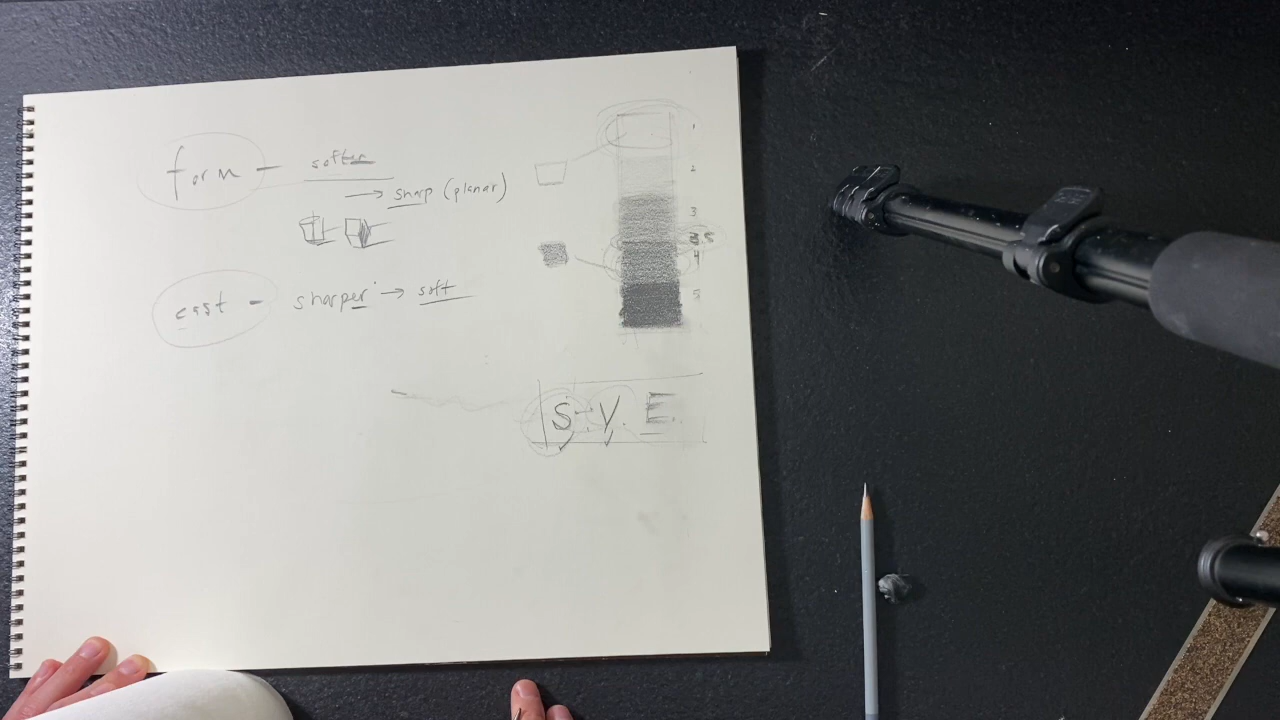 form - softer
→ sharp (planar)
cast - sharper → soft
1
2
3
3.5
4
5
S.V.E.